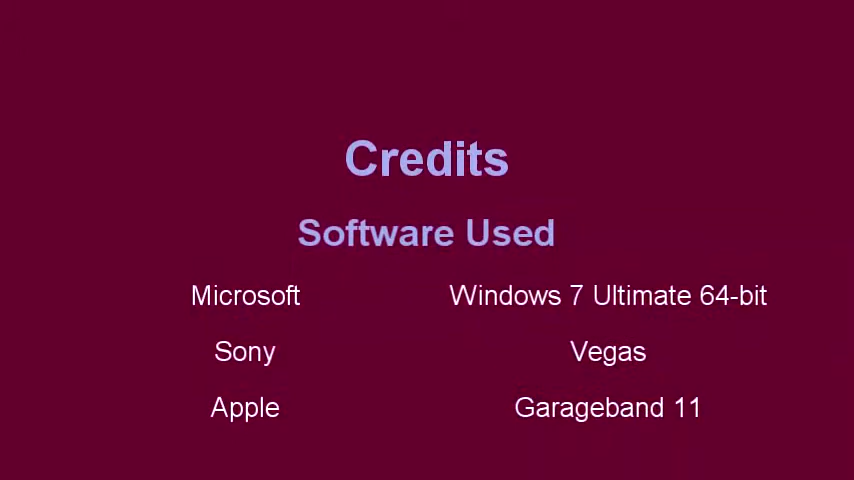 Credits
Software Used
Microsoft Windows 7 Ultimate 64-bit
Sony Vegas
Apple Garageband 11